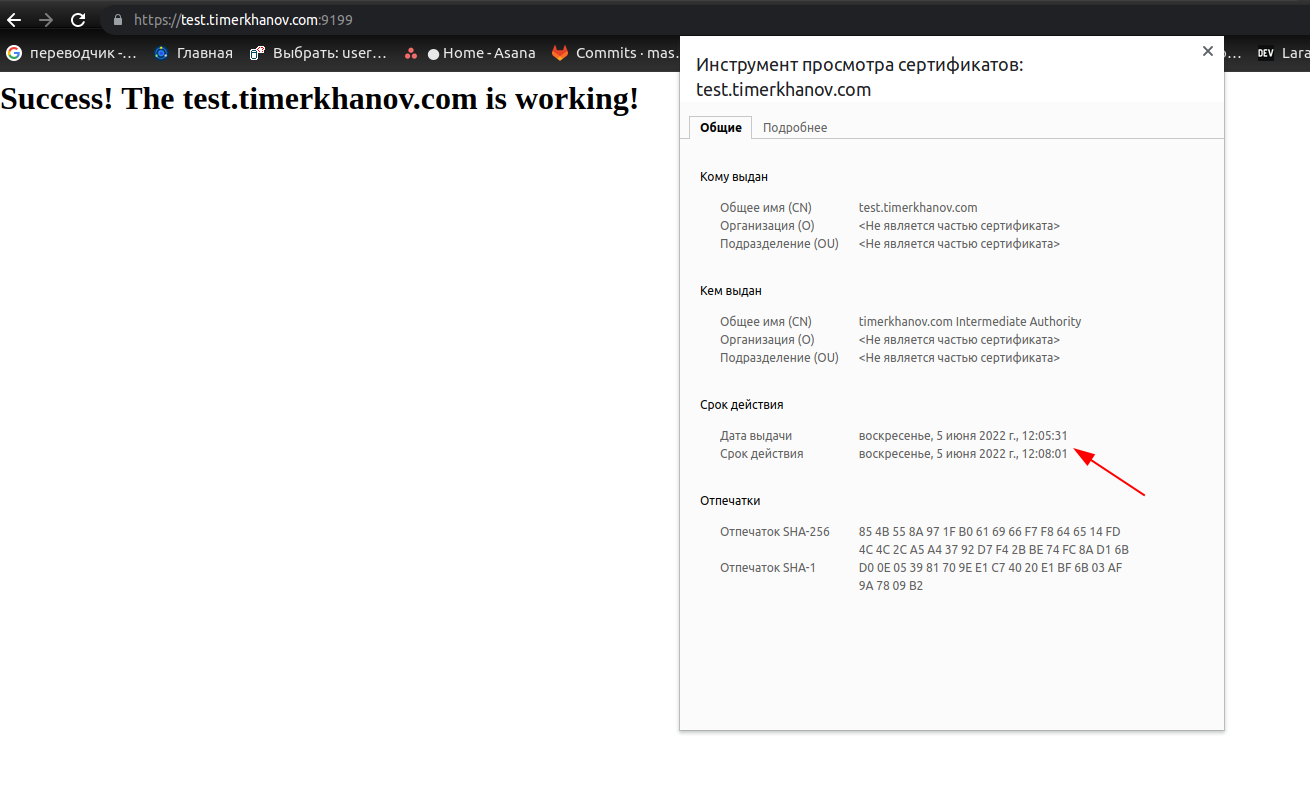 https://test.timerkhanov.com:9199
переводчик -... Главная Выбрать: user... Home - Asana Commits · mas... DEV Lara
Success! The test.timerkhanov.com is working!
Инструмент просмотра сертификатов:
test.timerkhanov.com
Общие Подробнее
Кому выдан
Общее имя (CN) test.timerkhanov.com
Организация (O) <Не является частью сертификата>
Подразделение (OU) <Не является частью сертификата>
Кем выдан
Общее имя (CN) timerkhanov.com Intermediate Authority
Организация (O) <Не является частью сертификата>
Подразделение (OU) <Не является частью сертификата>
Срок действия
Дата выдачи воскресенье, 5 июня 2022 г., 12:05:31
Срок действия воскресенье, 5 июня 2022 г., 12:08:01
Отпечатки
Отпечаток SHA-256 85 4B 55 8A 97 1F B0 61 69 66 F7 F8 64 65 14 FD
4C 4C 2C A5 A4 37 92 D7 F4 2B BE 74 FC 8A D1 6B
Отпечаток SHA-1 D0 0E 05 39 81 70 9E E1 C7 40 20 E1 BF 6B 03 AF
9A 78 09 B2